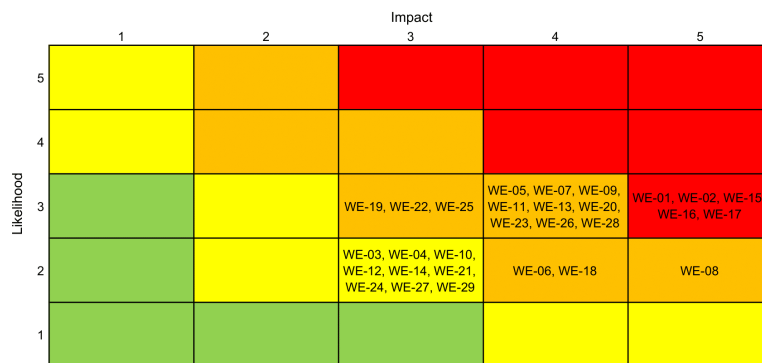 Impact
1 2 3 4 5
5
4
Likelihood
3
WE-19, WE-22, WE-25
WE-05, WE-07, WE-09,
WE-11, WE-13, WE-20,
WE-23, WE-26, WE-28
WE-01, WE-02, WE-15
WE-16, WE-17
2
WE-03, WE-04, WE-10,
WE-12, WE-14, WE-21,
WE-24, WE-27, WE-29
WE-06, WE-18
WE-08
1